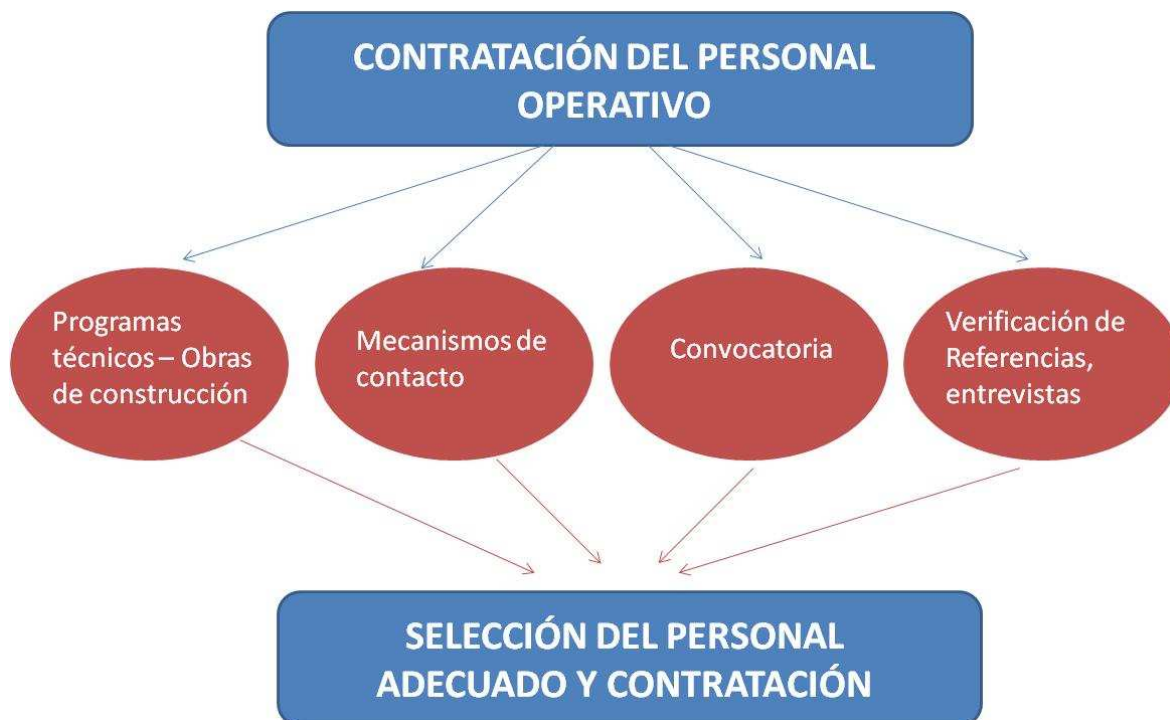 CONTRATACIÓN DEL PERSONAL
OPERATIVO
Programas
técnicos – Obras
de construcción
Mecanismos de
contacto
Convocatoria
Verificación de
Referencias,
entrevistas
SELECCIÓN DEL PERSONAL
ADECUADO Y CONTRATACIÓN